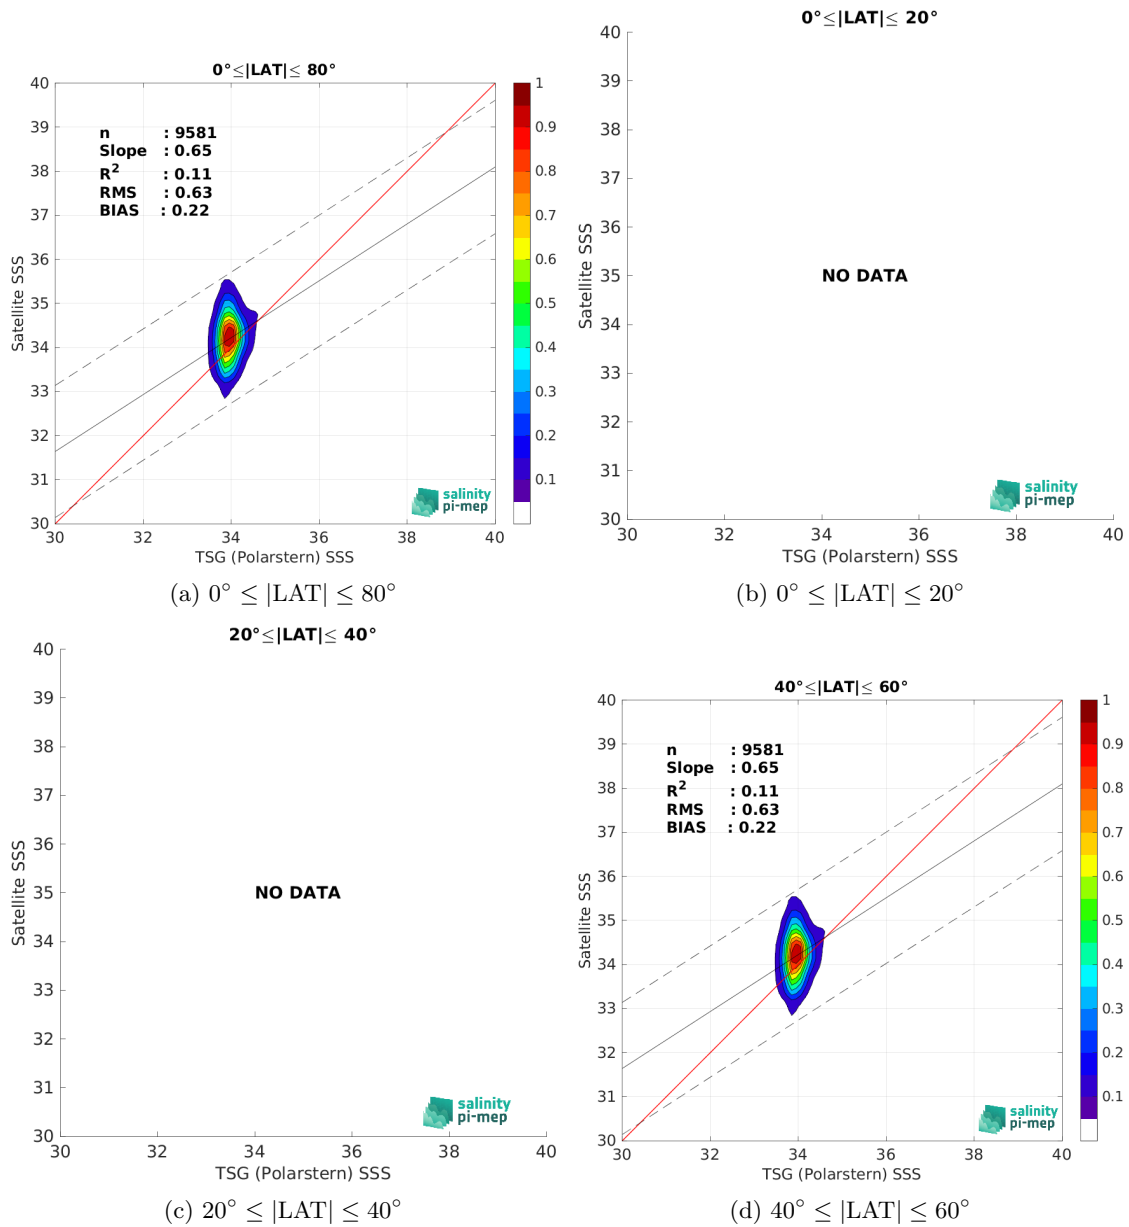 0°≤|LAT|≤ 80°
40
39
38
37
36
35
34
33
32
31
30
n : 9581
Slope : 0.65
R² : 0.11
RMS : 0.63
BIAS : 0.22
Satellite SSS
30 32 34 36 38 40
TSG (Polarstern) SSS
salinity
pi-mep
1
0.9
0.8
0.7
0.6
0.5
0.4
0.3
0.2
0.1
(a) 0° ≤ |LAT| ≤ 80°
0°≤|LAT|≤ 20°
40
39
38
37
36
35
34
33
32
31
30
Satellite SSS
NO DATA
salinity
pi-mep
30 32 34 36 38 40
TSG (Polarstern) SSS
(b) 0° ≤ |LAT| ≤ 20°
20°≤|LAT|≤ 40°
40
39
38
37
36
35
34
33
32
31
30
Satellite SSS
NO DATA
salinity
pi-mep
30 32 34 36 38 40
TSG (Polarstern) SSS
(c) 20° ≤ |LAT| ≤ 40°
40°≤|LAT|≤ 60°
40
39
38
37
36
35
34
33
32
31
30
n : 9581
Slope : 0.65
R² : 0.11
RMS : 0.63
BIAS : 0.22
Satellite SSS
30 32 34 36 38 40
TSG (Polarstern) SSS
salinity
pi-mep
1
0.9
0.8
0.7
0.6
0.5
0.4
0.3
0.2
0.1
(d) 40° ≤ |LAT| ≤ 60°